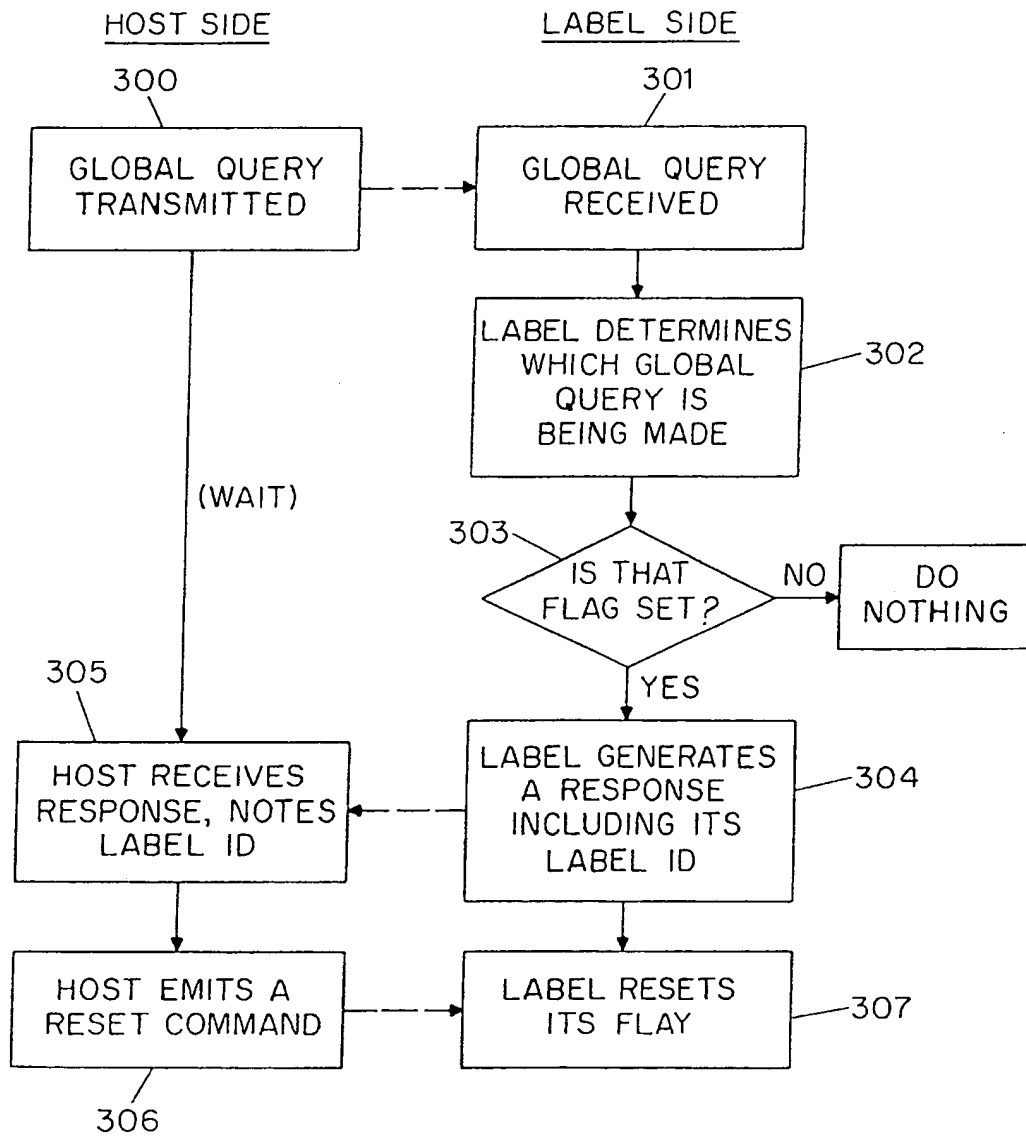 HOST SIDE
LABEL SIDE
300
301
GLOBAL QUERY
TRANSMITTED
GLOBAL QUERY
RECEIVED
LABEL DETERMINES
WHICH GLOBAL
QUERY IS
BEING MADE
302
(WAIT)
303
IS THAT
FLAG SET?
NO
DO
NOTHING
YES
305
HOST RECEIVES
RESPONSE, NOTES
LABEL ID
LABEL GENERATES
A RESPONSE
INCLUDING ITS
LABEL ID
304
HOST EMITS A
RESET COMMAND
306
LABEL RESETS
ITS FLAY
307